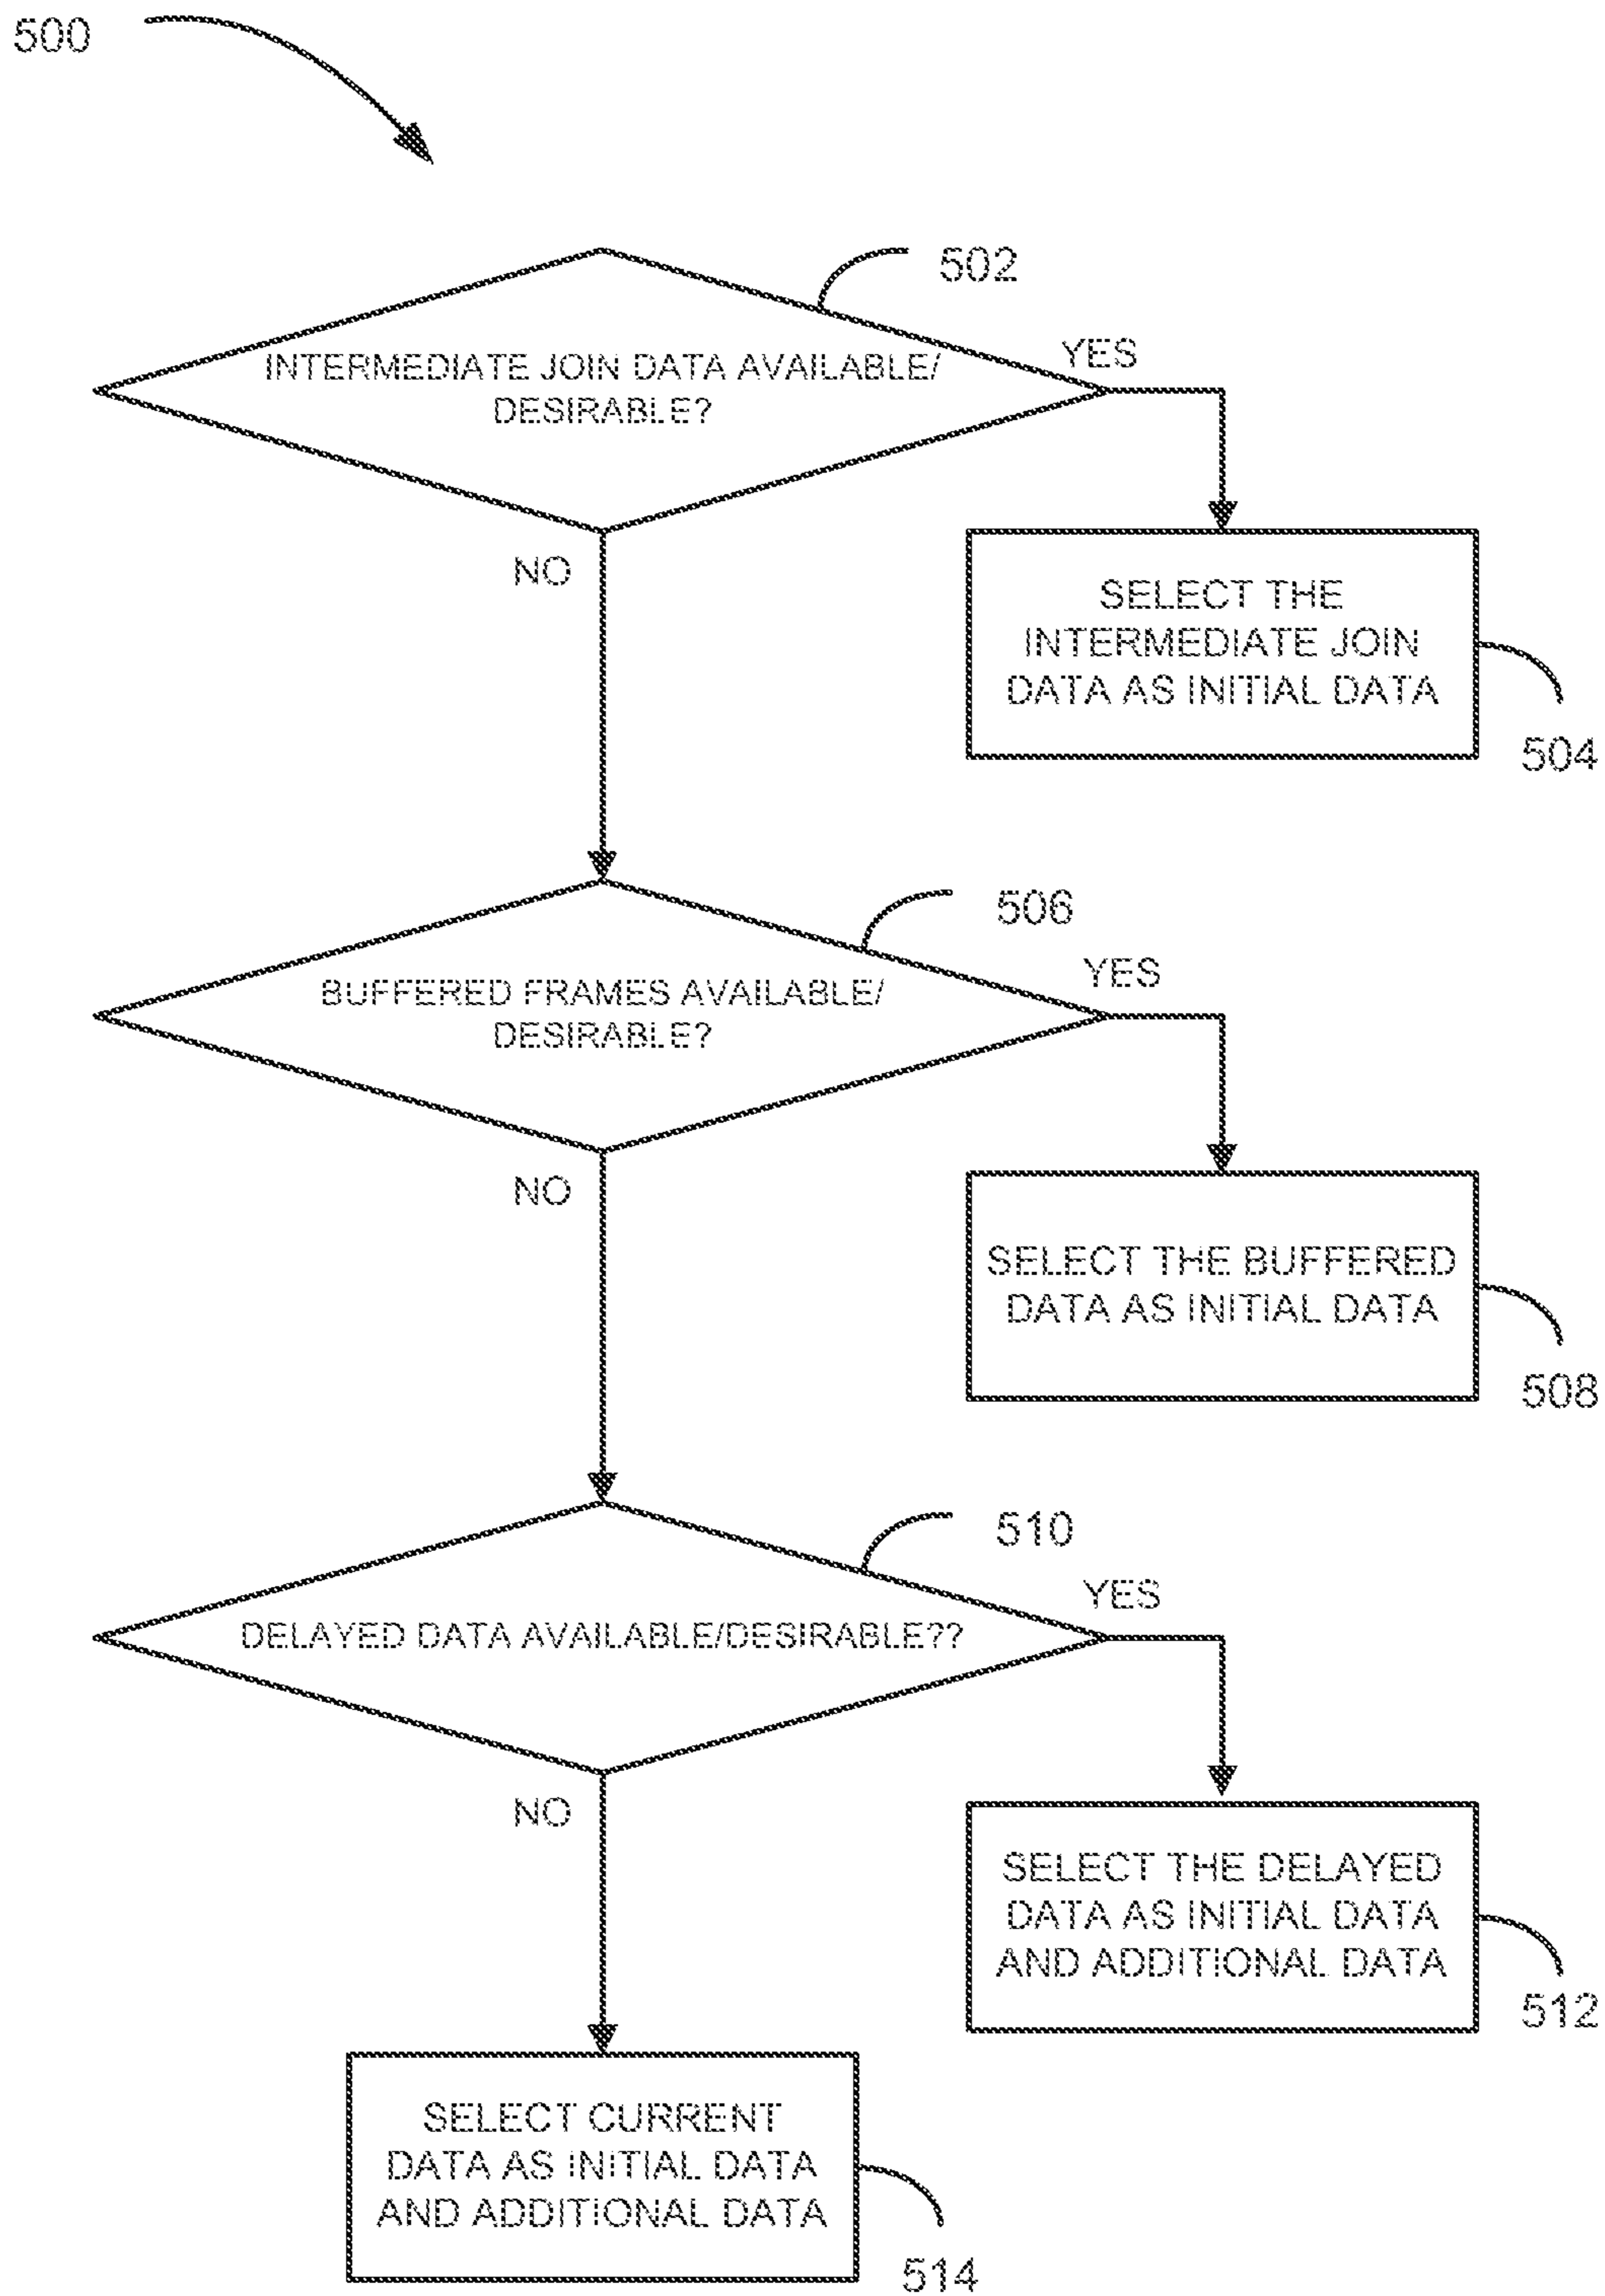 500
502
INTERMEDIATE JOIN DATA AVAILABLE/
DESIRABLE?
YES
NO
SELECT THE
INTERMEDIATE JOIN
DATA AS INITIAL DATA
504
506
BUFFERED FRAMES AVAILABLE/
DESIRABLE?
YES
NO
SELECT THE BUFFERED
DATA AS INITIAL DATA
508
510
DELAYED DATA AVAILABLE/DESIRABLE??
YES
NO
SELECT THE DELAYED
DATA AS INITIAL DATA
AND ADDITIONAL DATA
512
SELECT CURRENT
DATA AS INITIAL DATA
AND ADDITIONAL DATA
514